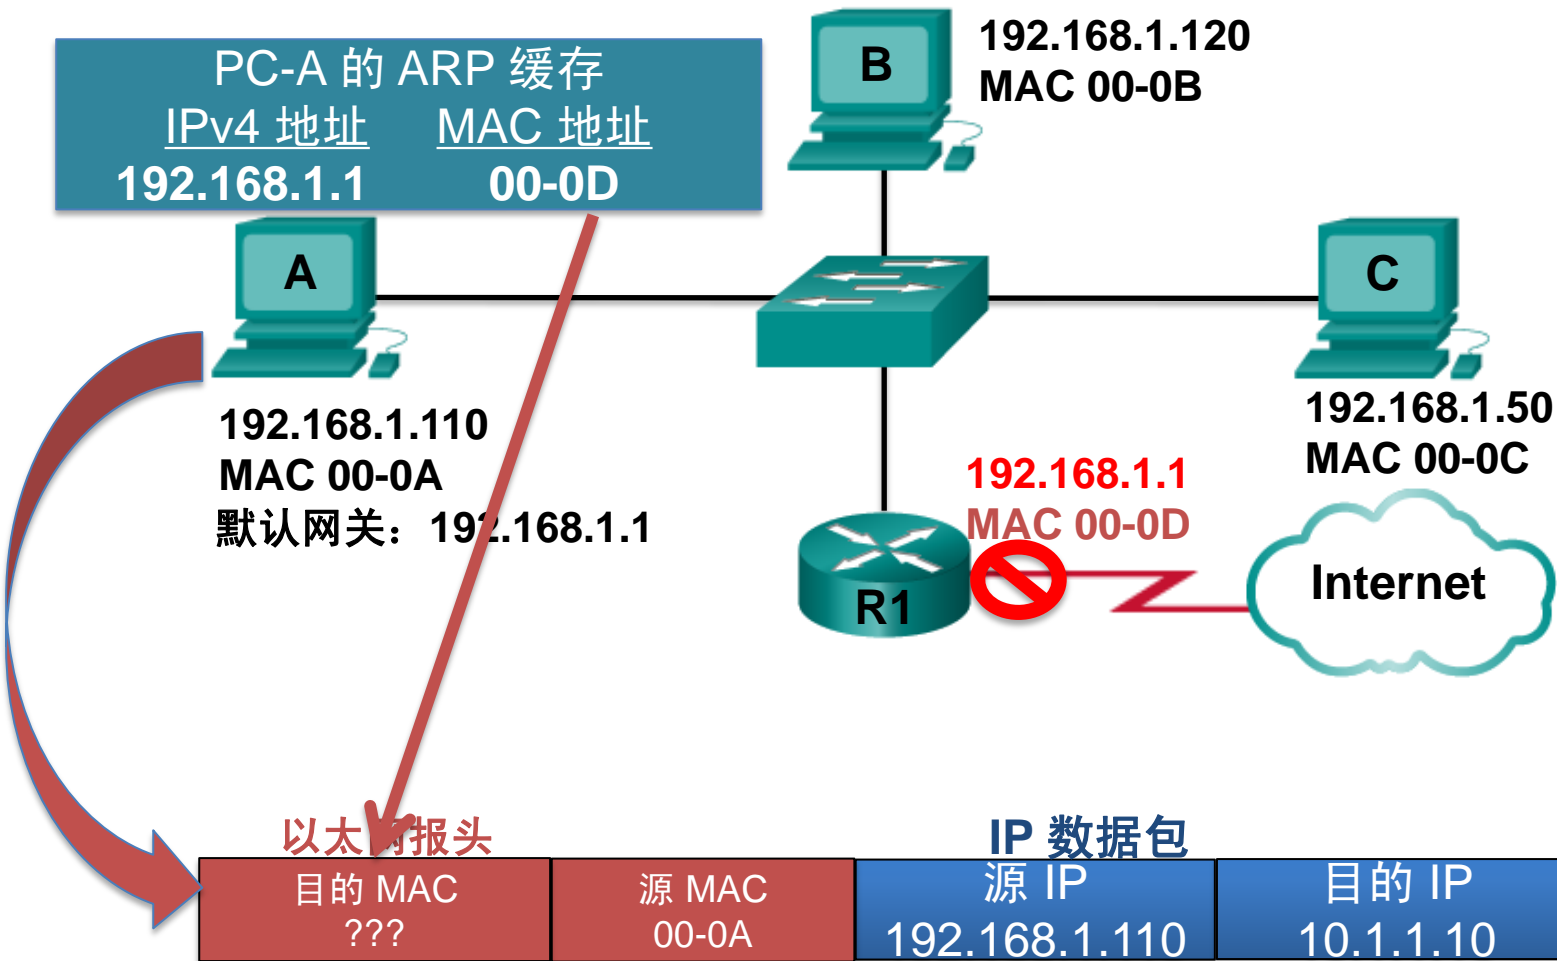 PC-A 的 ARP 缓存
IPv4 地址 MAC 地址
192.168.1.1 00-0D
B
192.168.1.120
MAC 00-0B
A
192.168.1.110
MAC 00-0A
默认网关：192.168.1.1
C
192.168.1.50
MAC 00-0C
192.168.1.1
MAC 00-0D
R1
Internet
以太网报头
IP 数据包
目的 MAC
???
源 MAC
00-0A
源 IP
192.168.1.110
目的 IP
10.1.1.10